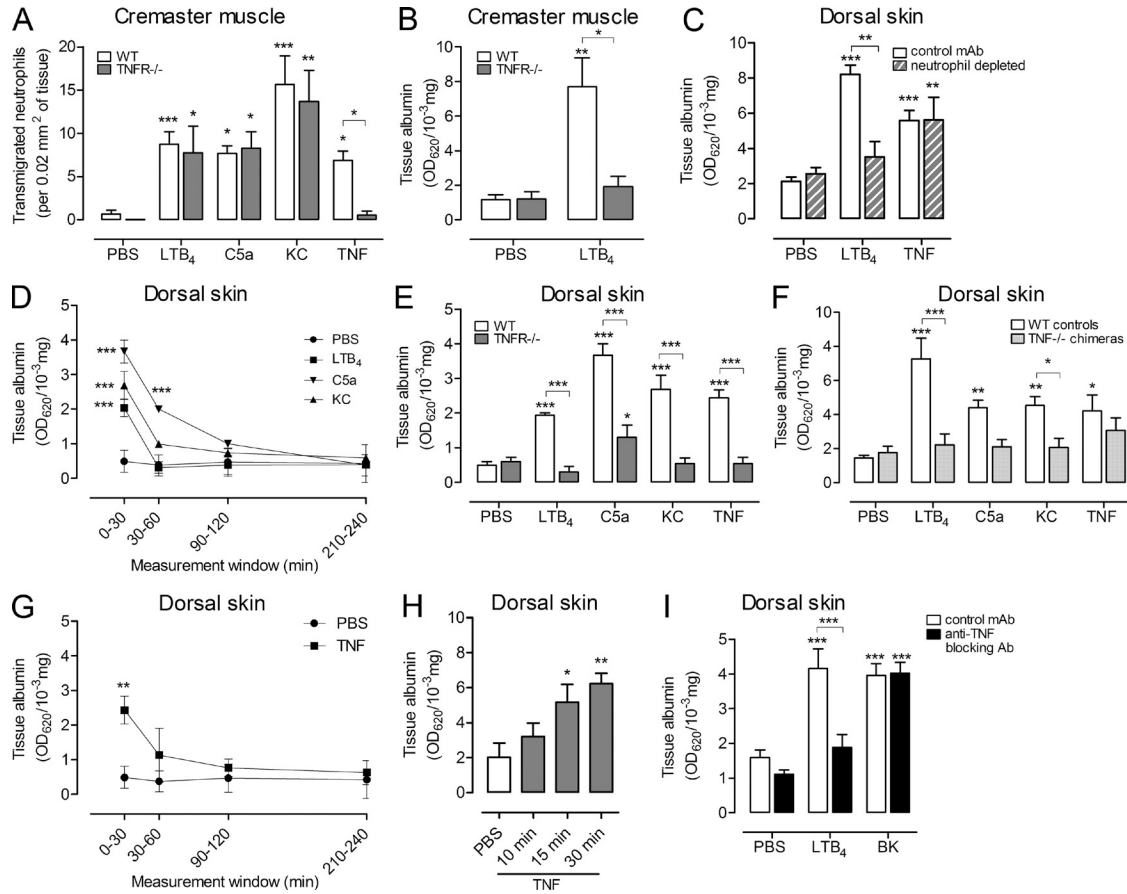 A
Cremaster muscle
Transmigrated neutrophils
(per 0.02 mm² of tissue)
20
15
10
5
0
WT
TNFR-/-
***
*
*
*
***
**
*
*
PBS
LTB₄
C5a
KC
TNF
B
Cremaster muscle
Tissue albumin
(OD₆₂₀/10⁻³mg)
10
8
6
4
2
0
WT
TNFR-/-
**
*
PBS
LTB₄
C
Dorsal skin
Tissue albumin
(OD₆₂₀/10⁻³mg)
10
8
6
4
2
0
control mAb
neutrophil depleted
***
**
***
**
PBS
LTB₄
TNF
D
Dorsal skin
Tissue albumin
(OD₆₂₀/10⁻³mg)
5
4
3
2
1
0
***
***
***
***
PBS
LTB₄
C5a
KC
0-30
30-60
90-120
210-240
Measurement window (min)
E
Dorsal skin
Tissue albumin
(OD₆₂₀/10⁻³mg)
5
4
3
2
1
0
WT
TNFR-/-
***
***
***
***
*
***
***
***
***
PBS
LTB₄
C5a
KC
TNF
F
Dorsal skin
Tissue albumin
(OD₆₂₀/10⁻³mg)
10
8
6
4
2
0
WT controls
TNF-/- chimeras
***
***
**
**
*
*
PBS
LTB₄
C5a
KC
TNF
G
Dorsal skin
Tissue albumin
(OD₆₂₀/10⁻³mg)
5
4
3
2
1
0
**
PBS
TNF
0-30
30-60
90-120
210-240
Measurement window (min)
H
Dorsal skin
Tissue albumin
(OD₆₂₀/10⁻³mg)
10
8
6
4
2
0
*
**
PBS
10 min
15 min
30 min
TNF
I
Dorsal skin
Tissue albumin
(OD₆₂₀/10⁻³mg)
5
4
3
2
1
0
control mAb
anti-TNF
blocking Ab
***
***
***
***
PBS
LTB₄
BK